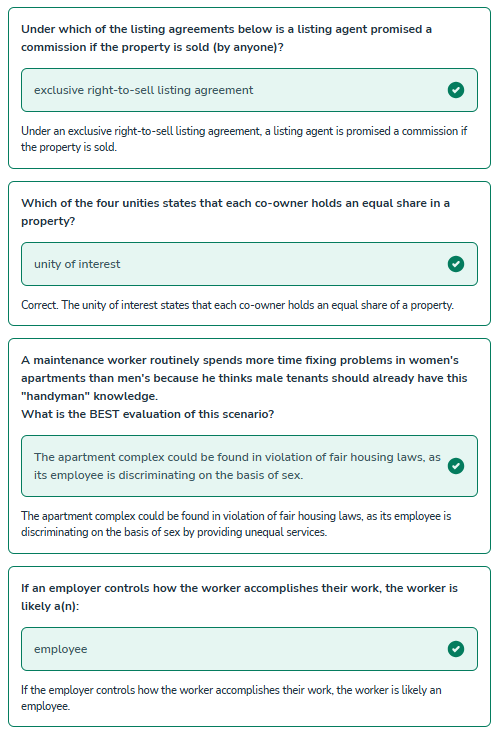 Under which of the listing agreements below is a listing agent promised a
commission if the property is sold (by anyone)?
exclusive right-to-sell listing agreement
Under an exclusive right-to-sell listing agreement, a listing agent is promised a commission if
the property is sold.
Which of the four unities states that each co-owner holds an equal share in a
property?
unity of interest
Correct. The unity of interest states that each co-owner holds an equal share of a property.
A maintenance worker routinely spends more time fixing problems in women's
apartments than men's because he thinks male tenants should already have this
"handyman" knowledge.
What is the BEST evaluation of this scenario?
The apartment complex could be found in violation of fair housing laws, as
its employee is discriminating on the basis of sex.
The apartment complex could be found in violation of fair housing laws, as its employee is
discriminating on the basis of sex by providing unequal services.
If an employer controls how the worker accomplishes their work, the worker is
likely a(n):
employee
If the employer controls how the worker accomplishes their work, the worker is likely an
employee.